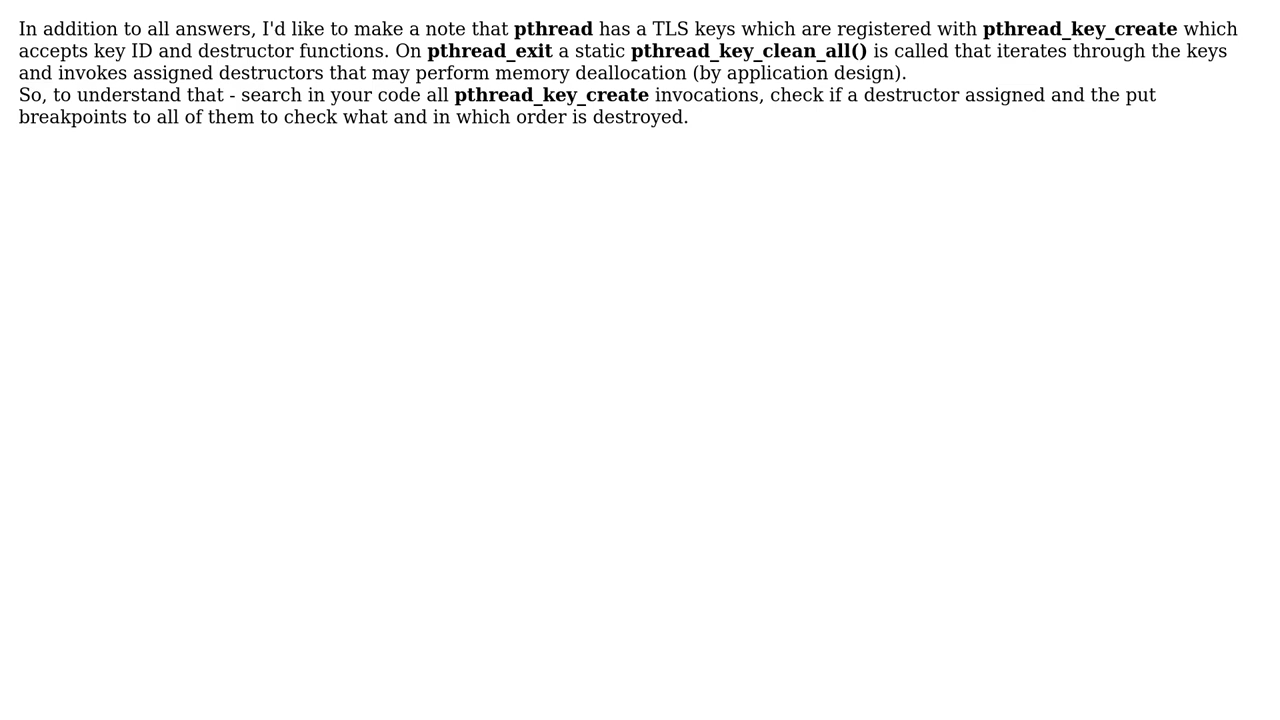 In addition to all answers, I'd like to make a note that pthread has a TLS keys which are registered with pthread_key_create which
accepts key ID and destructor functions. On pthread_exit a static pthread_key_clean_all() is called that iterates through the keys
and invokes assigned destructors that may perform memory deallocation (by application design).
So, to understand that - search in your code all pthread_key_create invocations, check if a destructor assigned and the put
breakpoints to all of them to check what and in which order is destroyed.